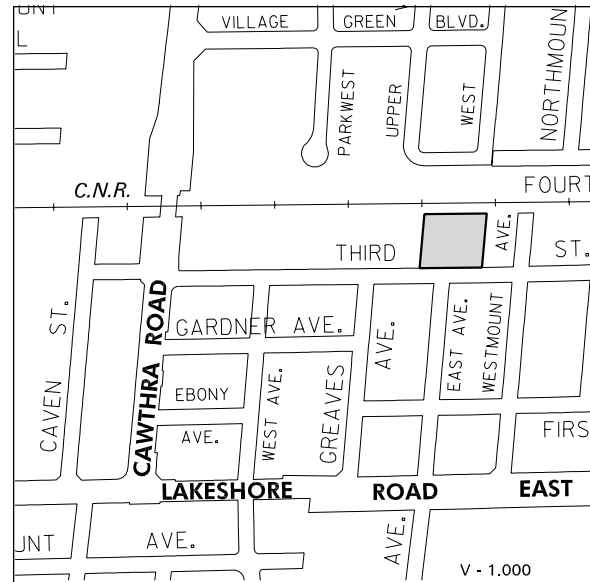 UNT
L
VILLAGE GREEN BLVD.
PARKWEST
UPPER
WEST
NORTHMOUN
C.N.R.
FOURT
THIRD
AVE.
ST.
CAVEN ST.
CAWTHRA ROAD
GARDNER AVE.
AVE.
EAST AVE.
WESTMOUNT
EBONY
WEST AVE.
GREAVES
AVE.
FIRS
LAKESHORE ROAD EAST
UNT AVE.
AVE.
V - 1.000